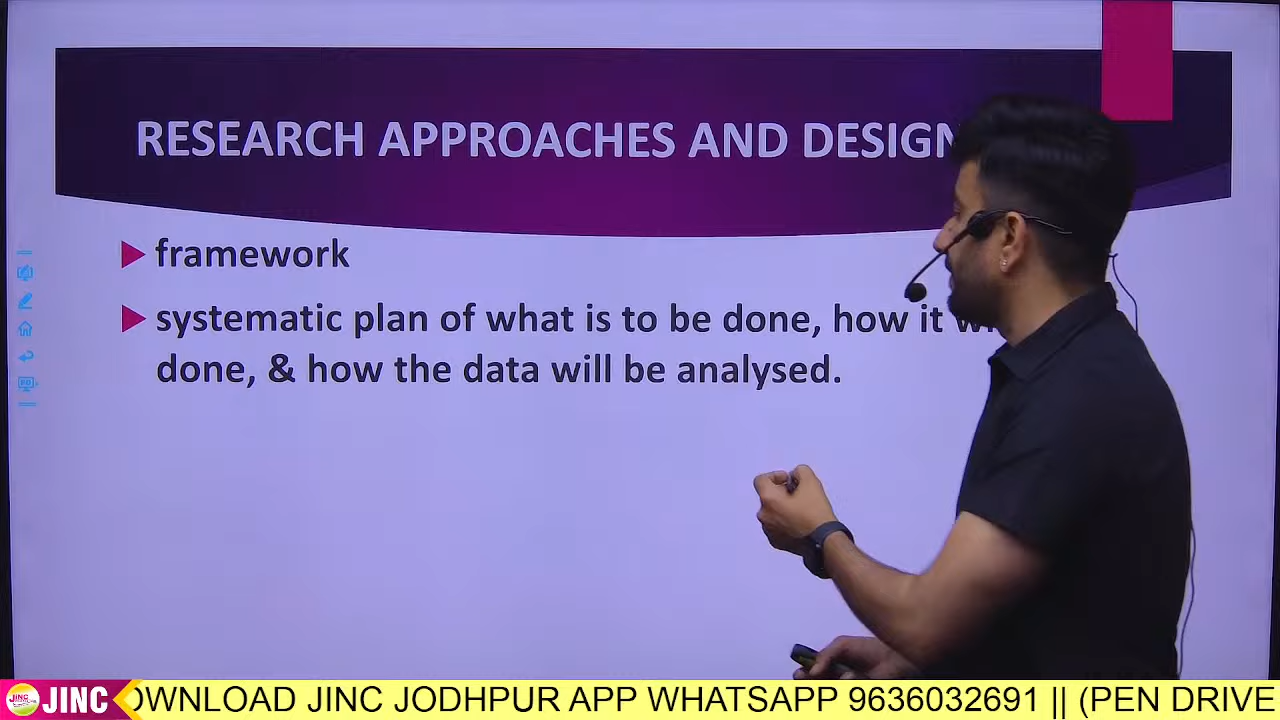 RESEARCH APPROACHES AND DESIGN
framework
systematic plan of what is to be done, how it
done, & how the data will be analysed.
JINC OWNLOAD JINC JODHPUR APP WHATSAPP 9636032691 || (PEN DRIVE